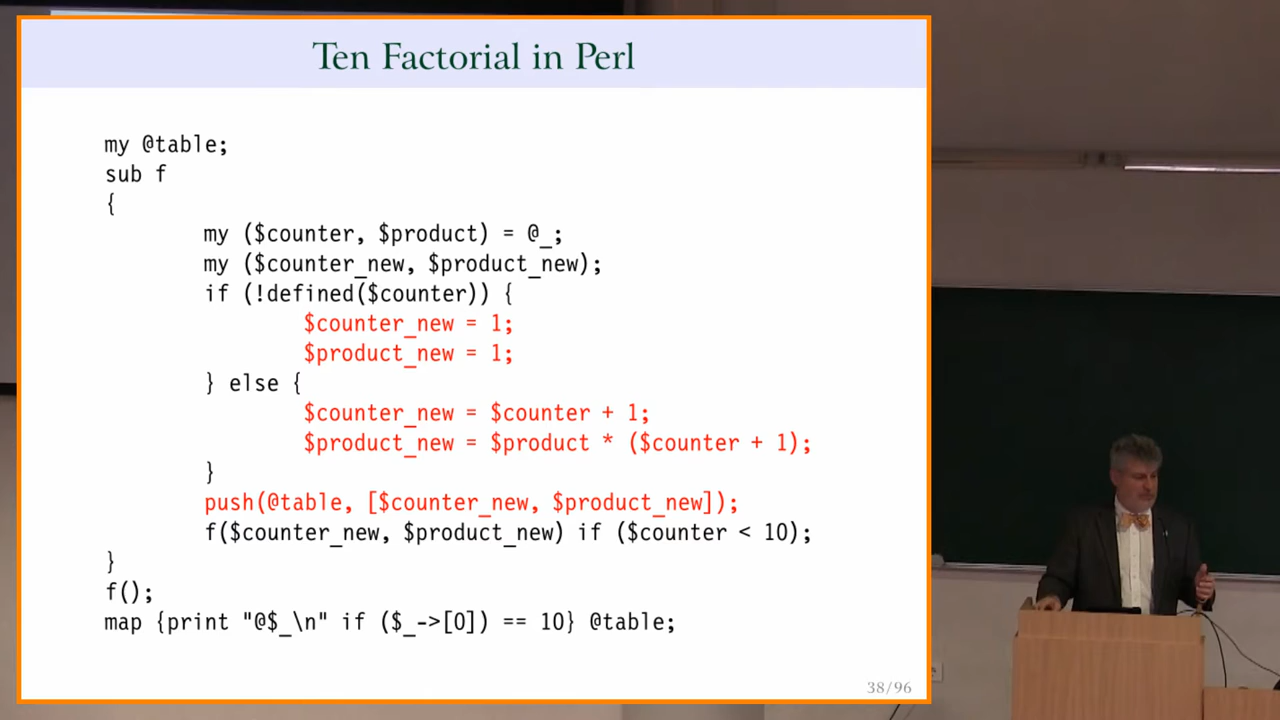 Ten Factorial in Perl
my @table;
sub f
{
my ($counter, $product) = @_;
my ($counter_new, $product_new);
if (!defined($counter)) {
$counter_new = 1;
$product_new = 1;
} else {
$counter_new = $counter + 1;
$product_new = $product * ($counter + 1);
}
push(@table, [$counter_new, $product_new]);
f($counter_new, $product_new) if ($counter < 10);
}
f();
map {print "@$_\n" if ($_->[0]) == 10} @table;
38/96